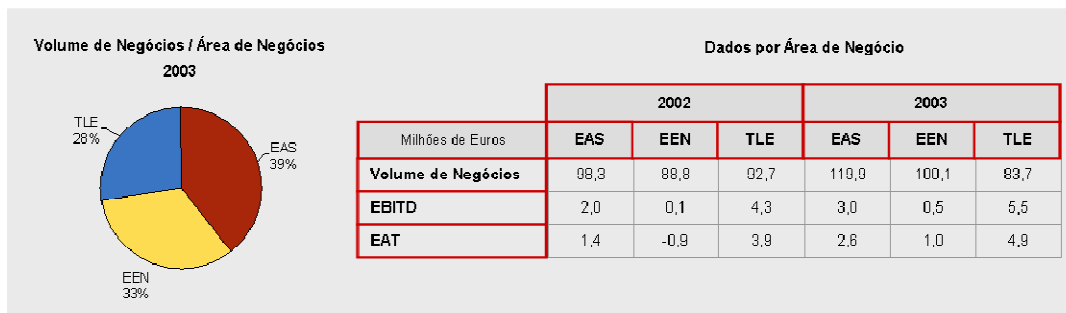 Volume de Negócios / Área de Negócios
2003
TLE
28%
EAS
39%
EEN
33%
Dados por Área de Negócio
2002 2003
Milhões de Euros EAS EEN TLE EAS EEN TLE
Volume de Negócios 98,3 88,8 92,7 119,9 100,1 83,7
EBITD 2,0 0,1 4,3 3,0 0,5 5,5
EAT 1,4 -0,9 3,9 2,6 1,0 4,9